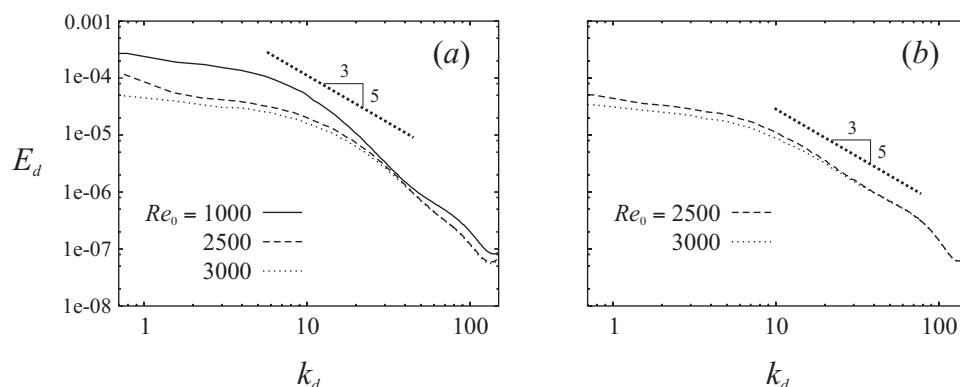 0.001
1e-04
1e-05
1e-06
1e-07
1e-08
E_d
(a)
3
5
Re_0 = 1000
2500
3000
1
10
100
k_d
(b)
3
5
Re_0 = 2500
3000
1
10
100
k_d